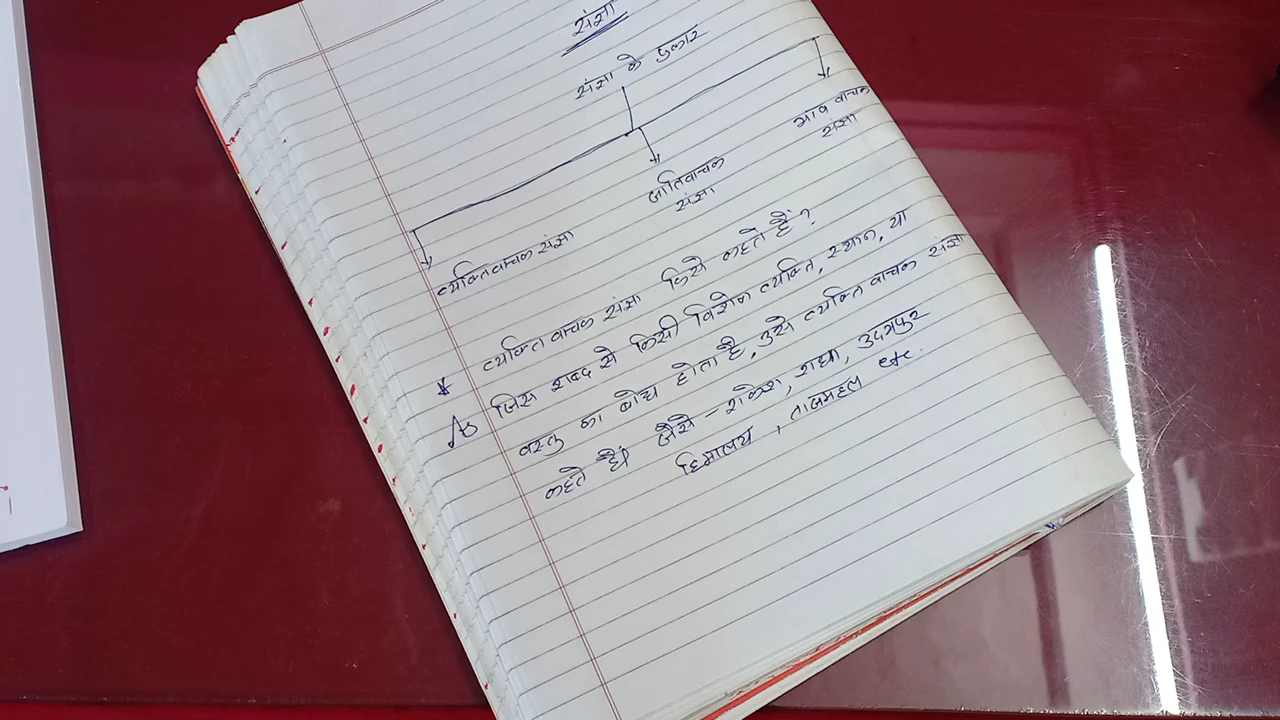 संज्ञा
संज्ञा के प्रकार
भाव वाचक
संज्ञा
जातिवाचक
संज्ञा
व्यक्तिवाचक संज्ञा
* व्यक्ति वाचक संज्ञा किसे कहते हैं?
Ans जिस शब्द से किसी विशेष व्यक्ति, स्थान, या
वस्तु का बोध होता है, उसे व्यक्ति वाचक संज्ञा
कहते हैं। जैसे - राकेश, राधा, उदयपुर
हिमालय, ताजमहल etc.